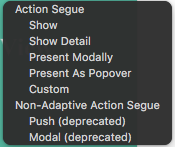 Action Segue
Show
Show Detail
Present Modally
Present As Popover
Custom
Non-Adaptive Action Segue
Push (deprecated)
Modal (deprecated)